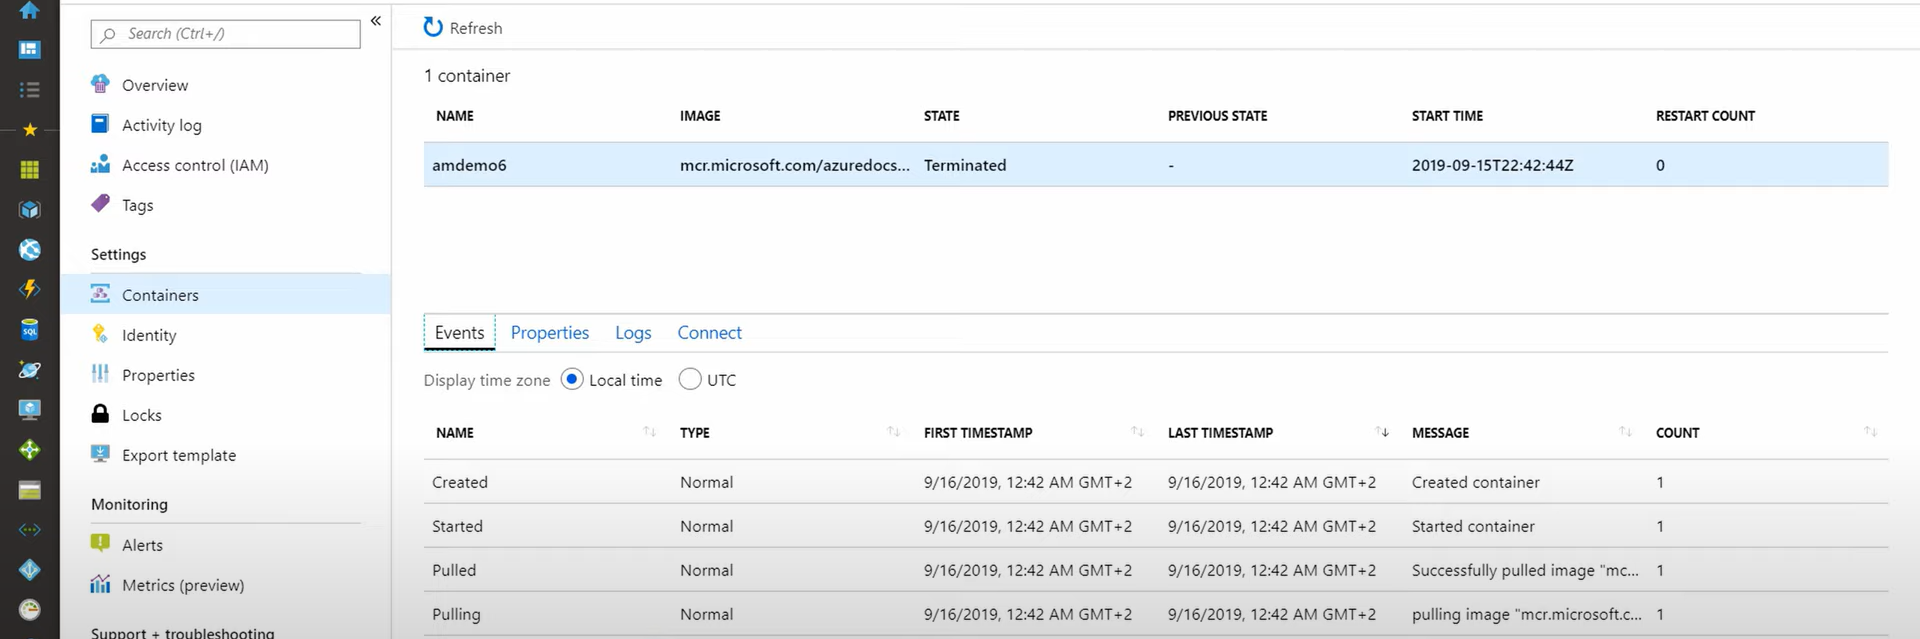 Search (Ctrl+/)
«
Overview
Activity log
Access control (IAM)
Tags
Settings
Containers
Identity
Properties
Locks
Export template
Monitoring
Alerts
Metrics (preview)
Support + troubleshooting
Refresh
1 container
NAME IMAGE STATE PREVIOUS STATE START TIME RESTART COUNT
amdemo6 mcr.microsoft.com/azuredocs... Terminated - 2019-09-15T22:42:44Z 0
Events Properties Logs Connect
Display time zone Local time UTC
NAME TYPE FIRST TIMESTAMP LAST TIMESTAMP MESSAGE COUNT
Created Normal 9/16/2019, 12:42 AM GMT+2 9/16/2019, 12:42 AM GMT+2 Created container 1
Started Normal 9/16/2019, 12:42 AM GMT+2 9/16/2019, 12:42 AM GMT+2 Started container 1
Pulled Normal 9/16/2019, 12:42 AM GMT+2 9/16/2019, 12:42 AM GMT+2 Successfully pulled image "mc... 1
Pulling Normal 9/16/2019, 12:42 AM GMT+2 9/16/2019, 12:42 AM GMT+2 pulling image "mcr.microsoft.c... 1
SQL